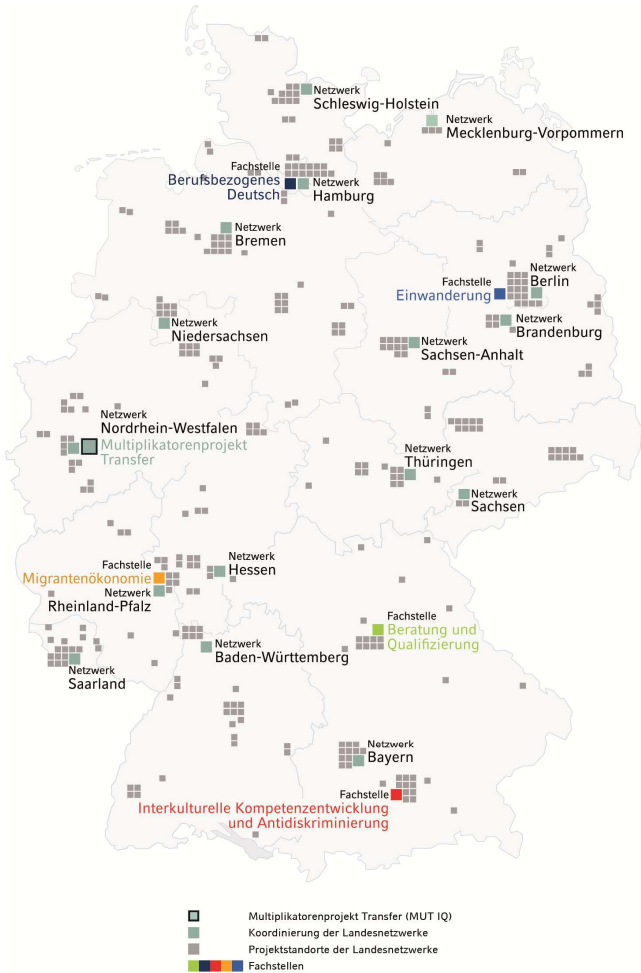 Netzwerk
Schleswig-Holstein
Netzwerk
Mecklenburg-Vorpommern
Fachstelle
Berufsbezogenes
Deutsch
Netzwerk
Hamburg
Netzwerk
Bremen
Netzwerk
Berlin
Fachstelle
Einwanderung
Netzwerk
Niedersachsen
Netzwerk
Brandenburg
Netzwerk
Sachsen-Anhalt
Netzwerk
Nordrhein-Westfalen
Multiplikatorenprojekt
Transfer
Netzwerk
Thüringen
Netzwerk
Sachsen
Netzwerk
Hessen
Fachstelle
Migrantenökonomie
Netzwerk
Rheinland-Pfalz
Fachstelle
Beratung und
Qualifizierung
Netzwerk
Baden-Württemberg
Netzwerk
Saarland
Netzwerk
Bayern
Fachstelle
Interkulturelle Kompetenzentwicklung
und Antidiskriminierung
Multiplikatorenprojekt Transfer (MUT IQ)
Koordinierung der Landesnetzwerke
Projektstandorte der Landesnetzwerke
Fachstellen